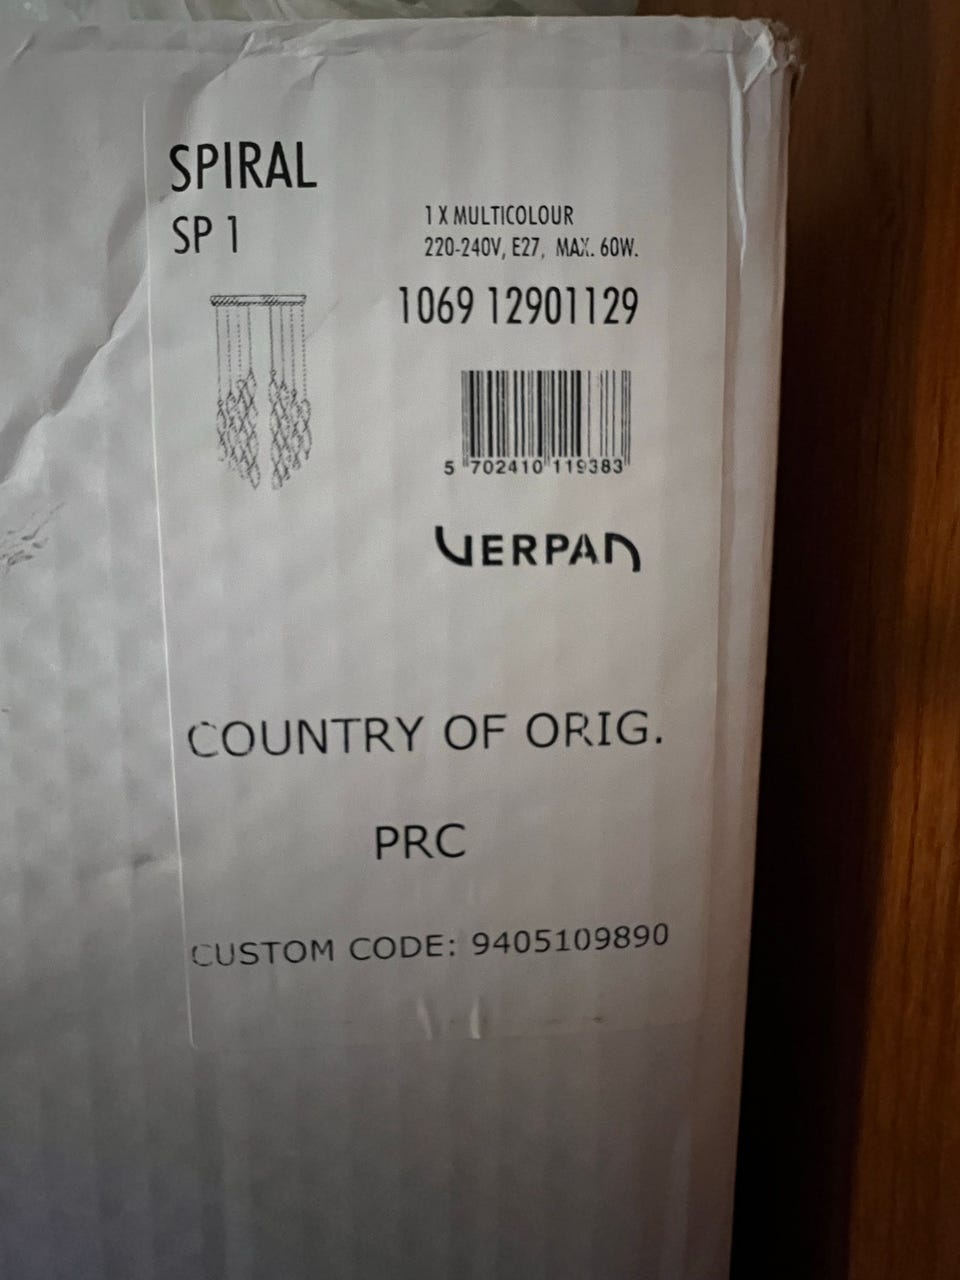 SPIRAL
SP 1
1 X MULTICOLOUR
220-240V, E27, MAX. 60W.
1069 12901129
5 702410 119383
VERPAN
COUNTRY OF ORIG.
PRC
CUSTOM CODE: 9405109890